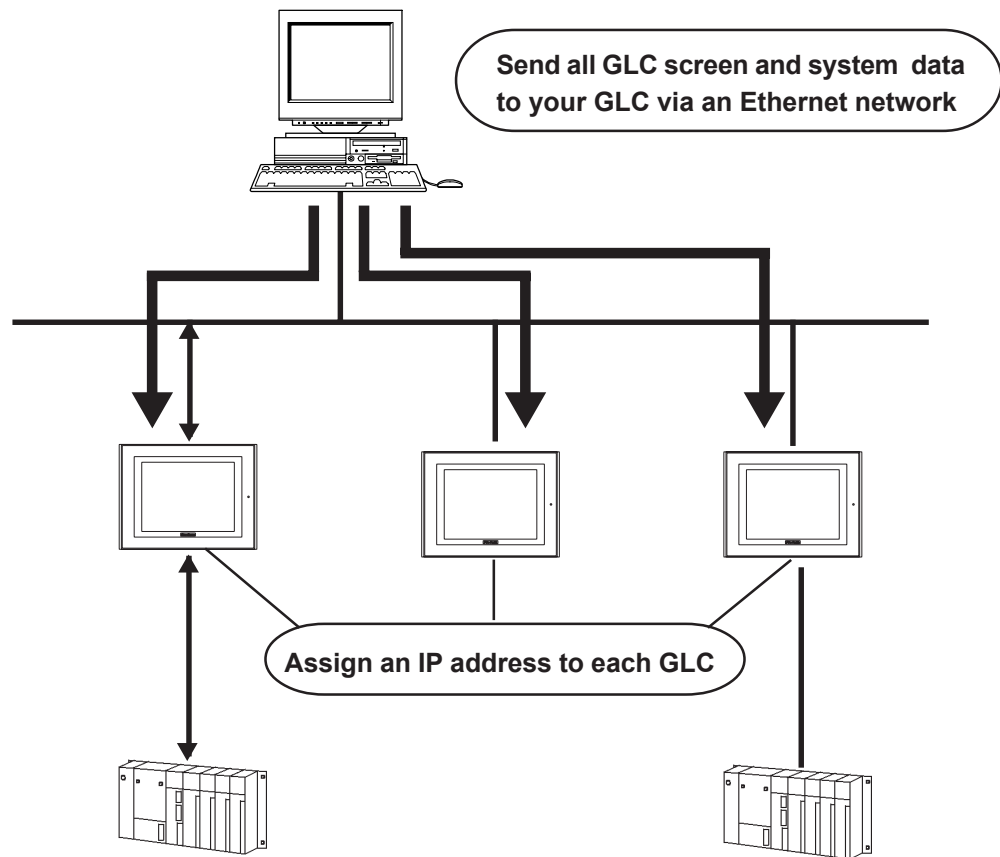 Send all GLC screen and system data
to your GLC via an Ethernet network
Assign an IP address to each GLC